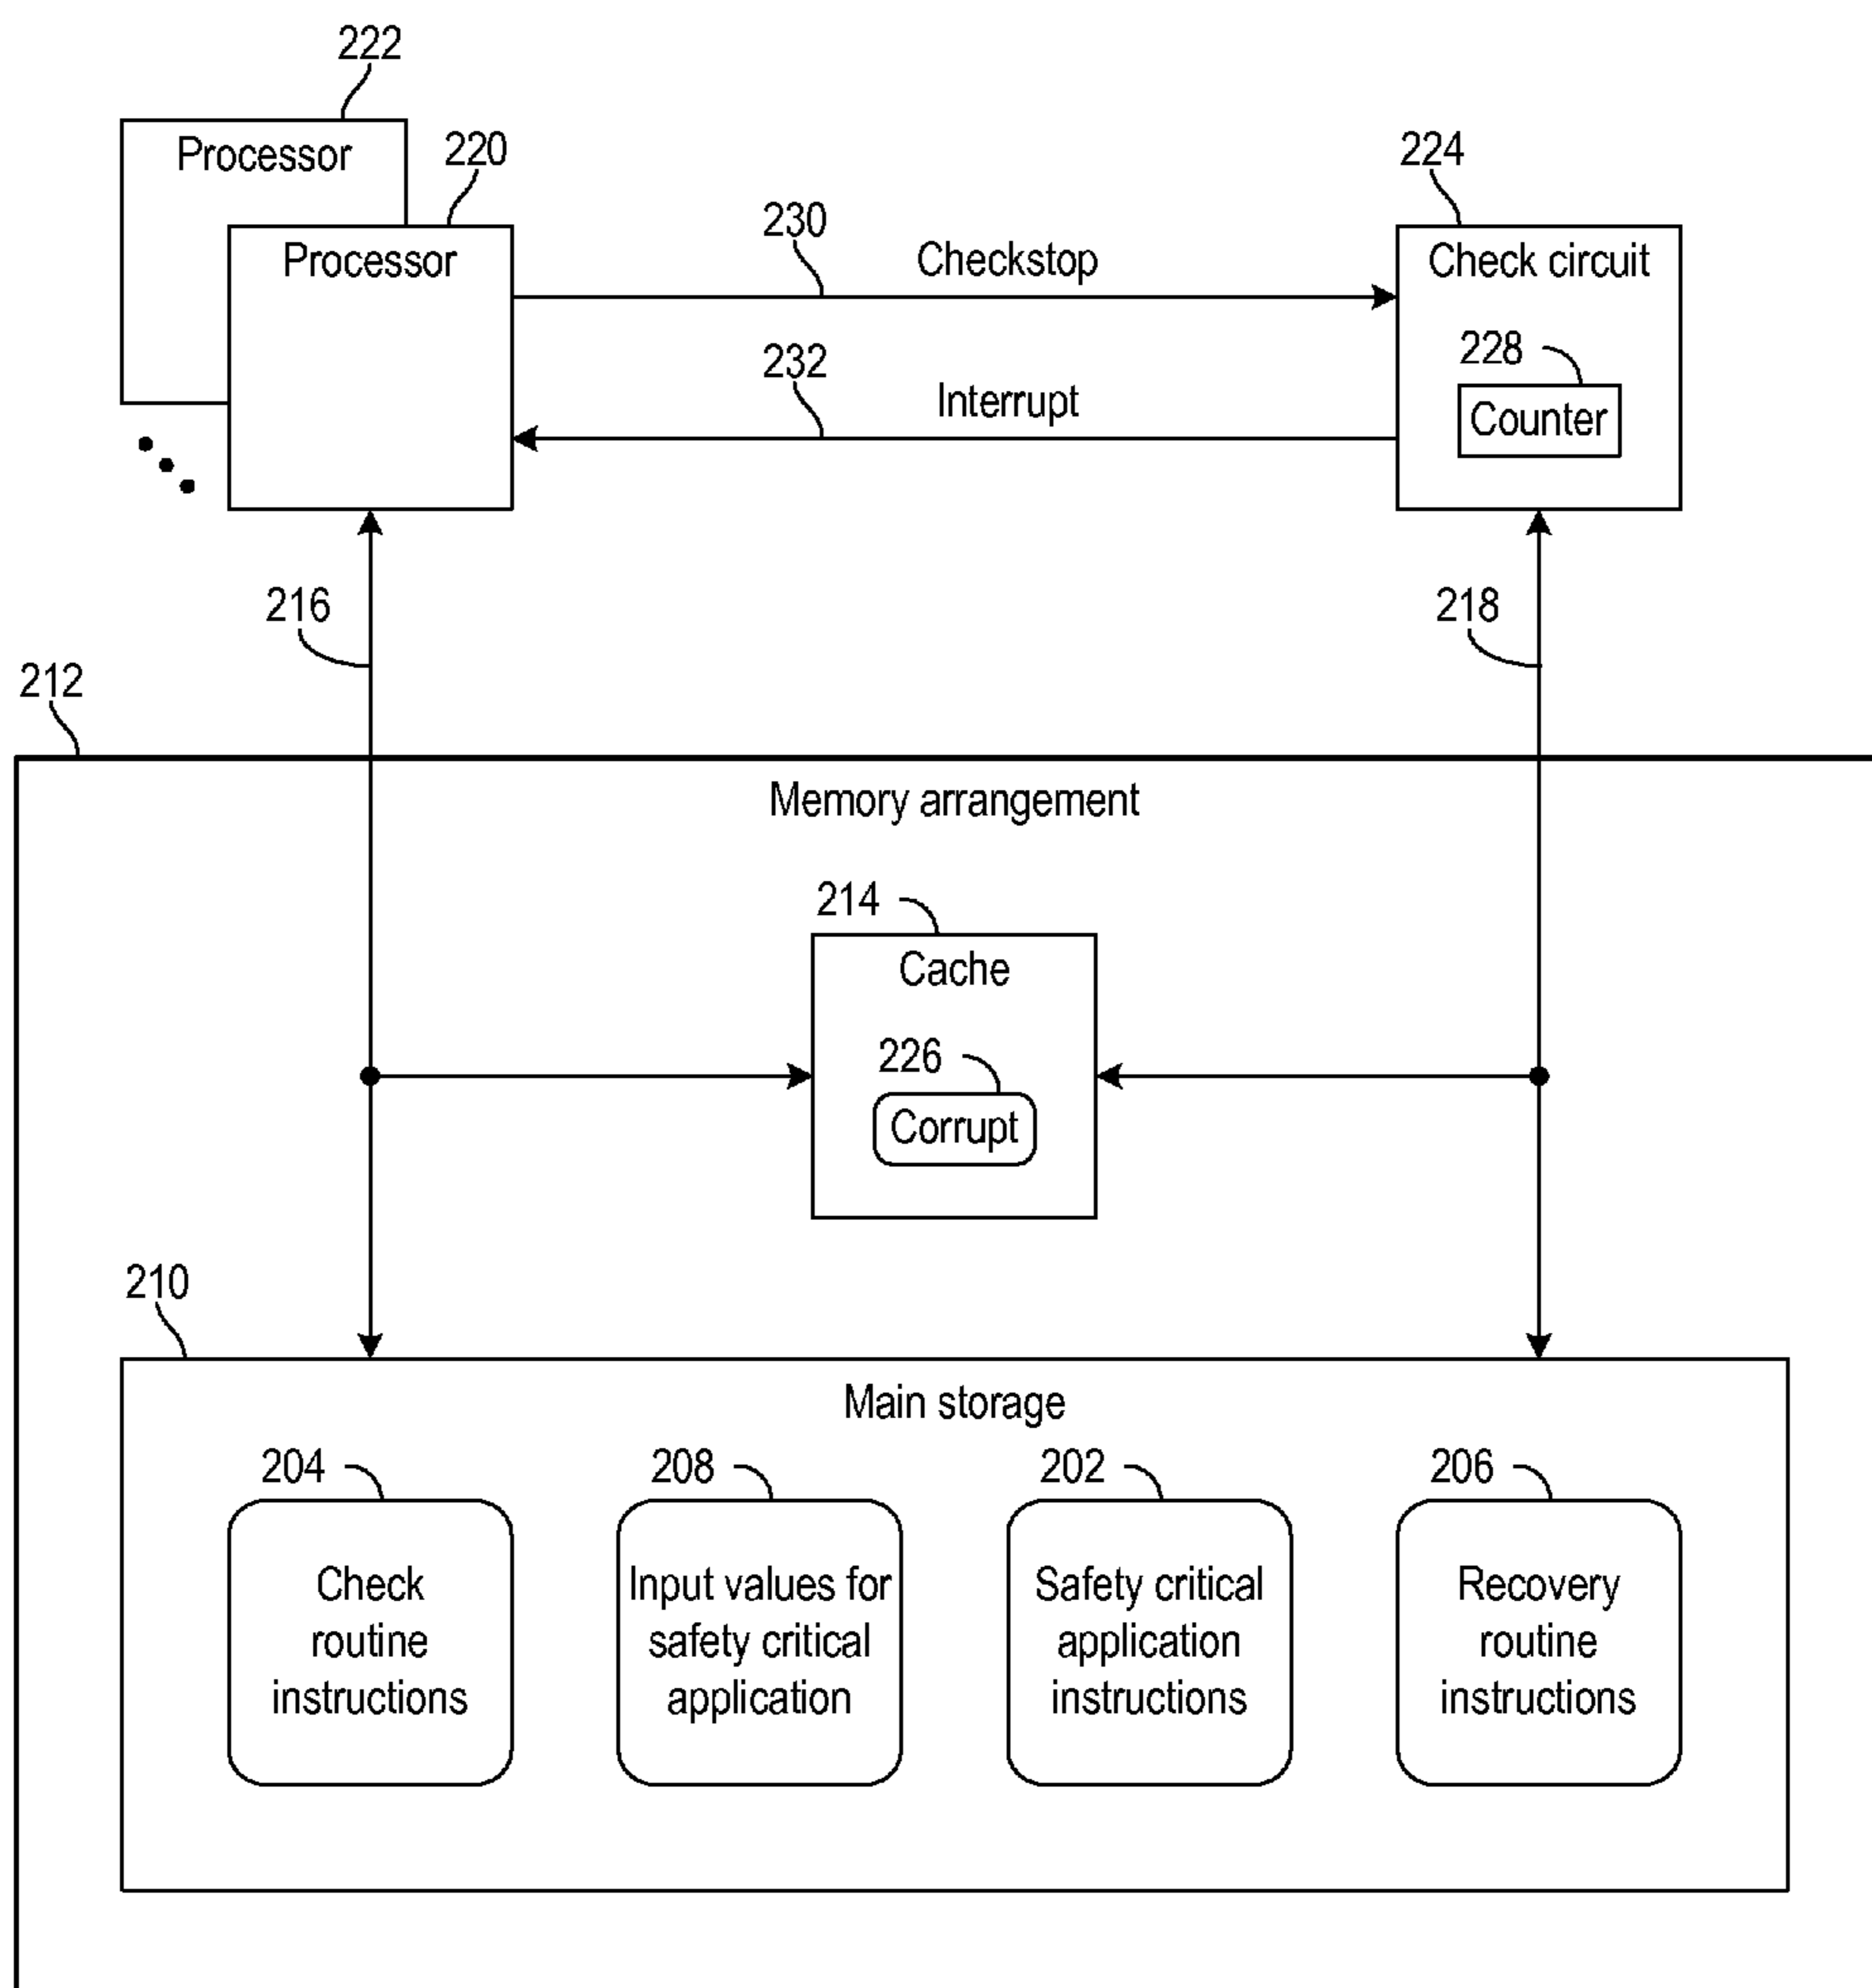 222
Processor
220
Processor
230
Checkstop
224
Check circuit
228
Counter
232
Interrupt
216
218
212
Memory arrangement
214
Cache
226
Corrupt
210
Main storage
204
Check
routine
instructions
208
Input values for
safety critical
application
202
Safety critical
application
instructions
206
Recovery
routine
instructions